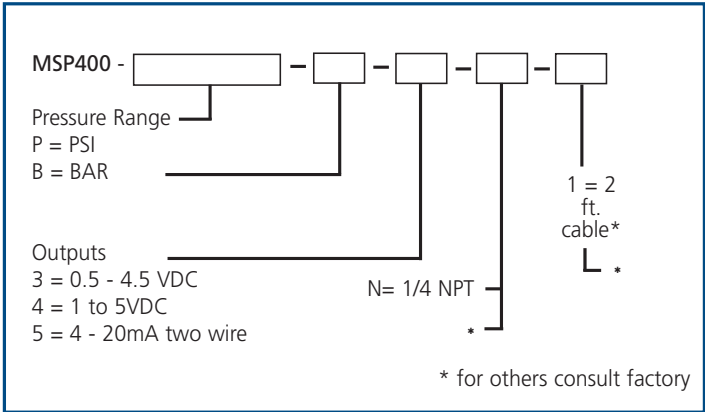 MSP400 -
Pressure Range
P = PSI
B = BAR
1 = 2
ft.
cable*
*
Outputs
3 = 0.5 - 4.5 VDC
4 = 1 to 5VDC
5 = 4 - 20mA two wire
N= 1/4 NPT
*
* for others consult factory